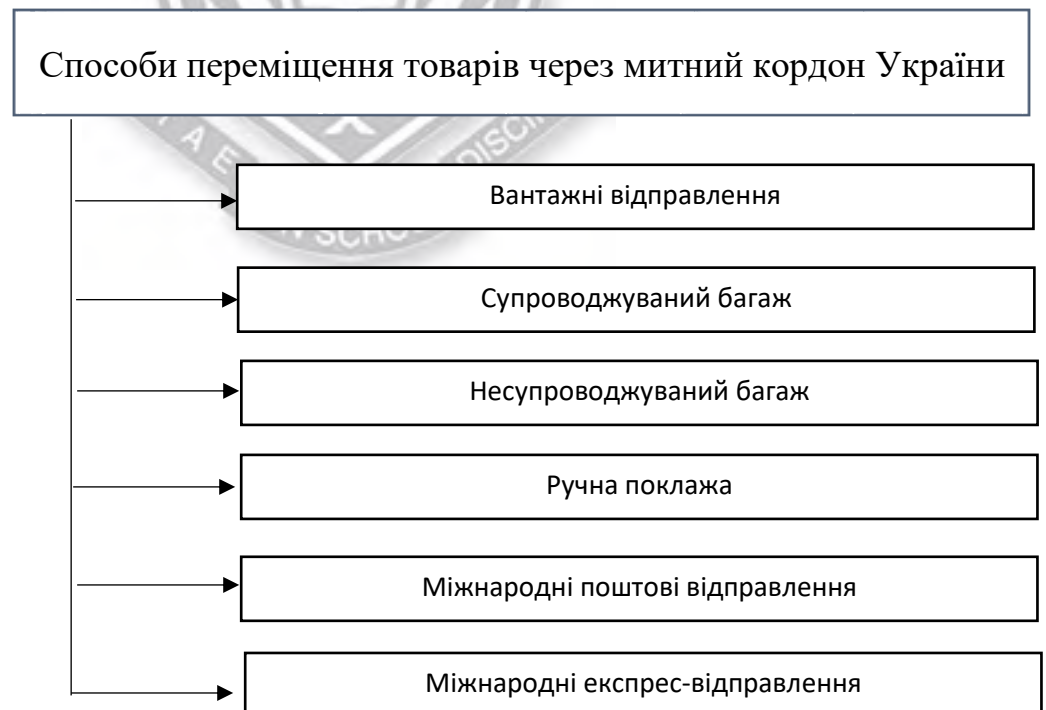 Способи переміщення товарів через митний кордон України
Вантажні відправлення
Супроводжуваний багаж
Несупроводжуваний багаж
Ручна поклажа
Міжнародні поштові відправлення
Міжнародні експрес-відправлення